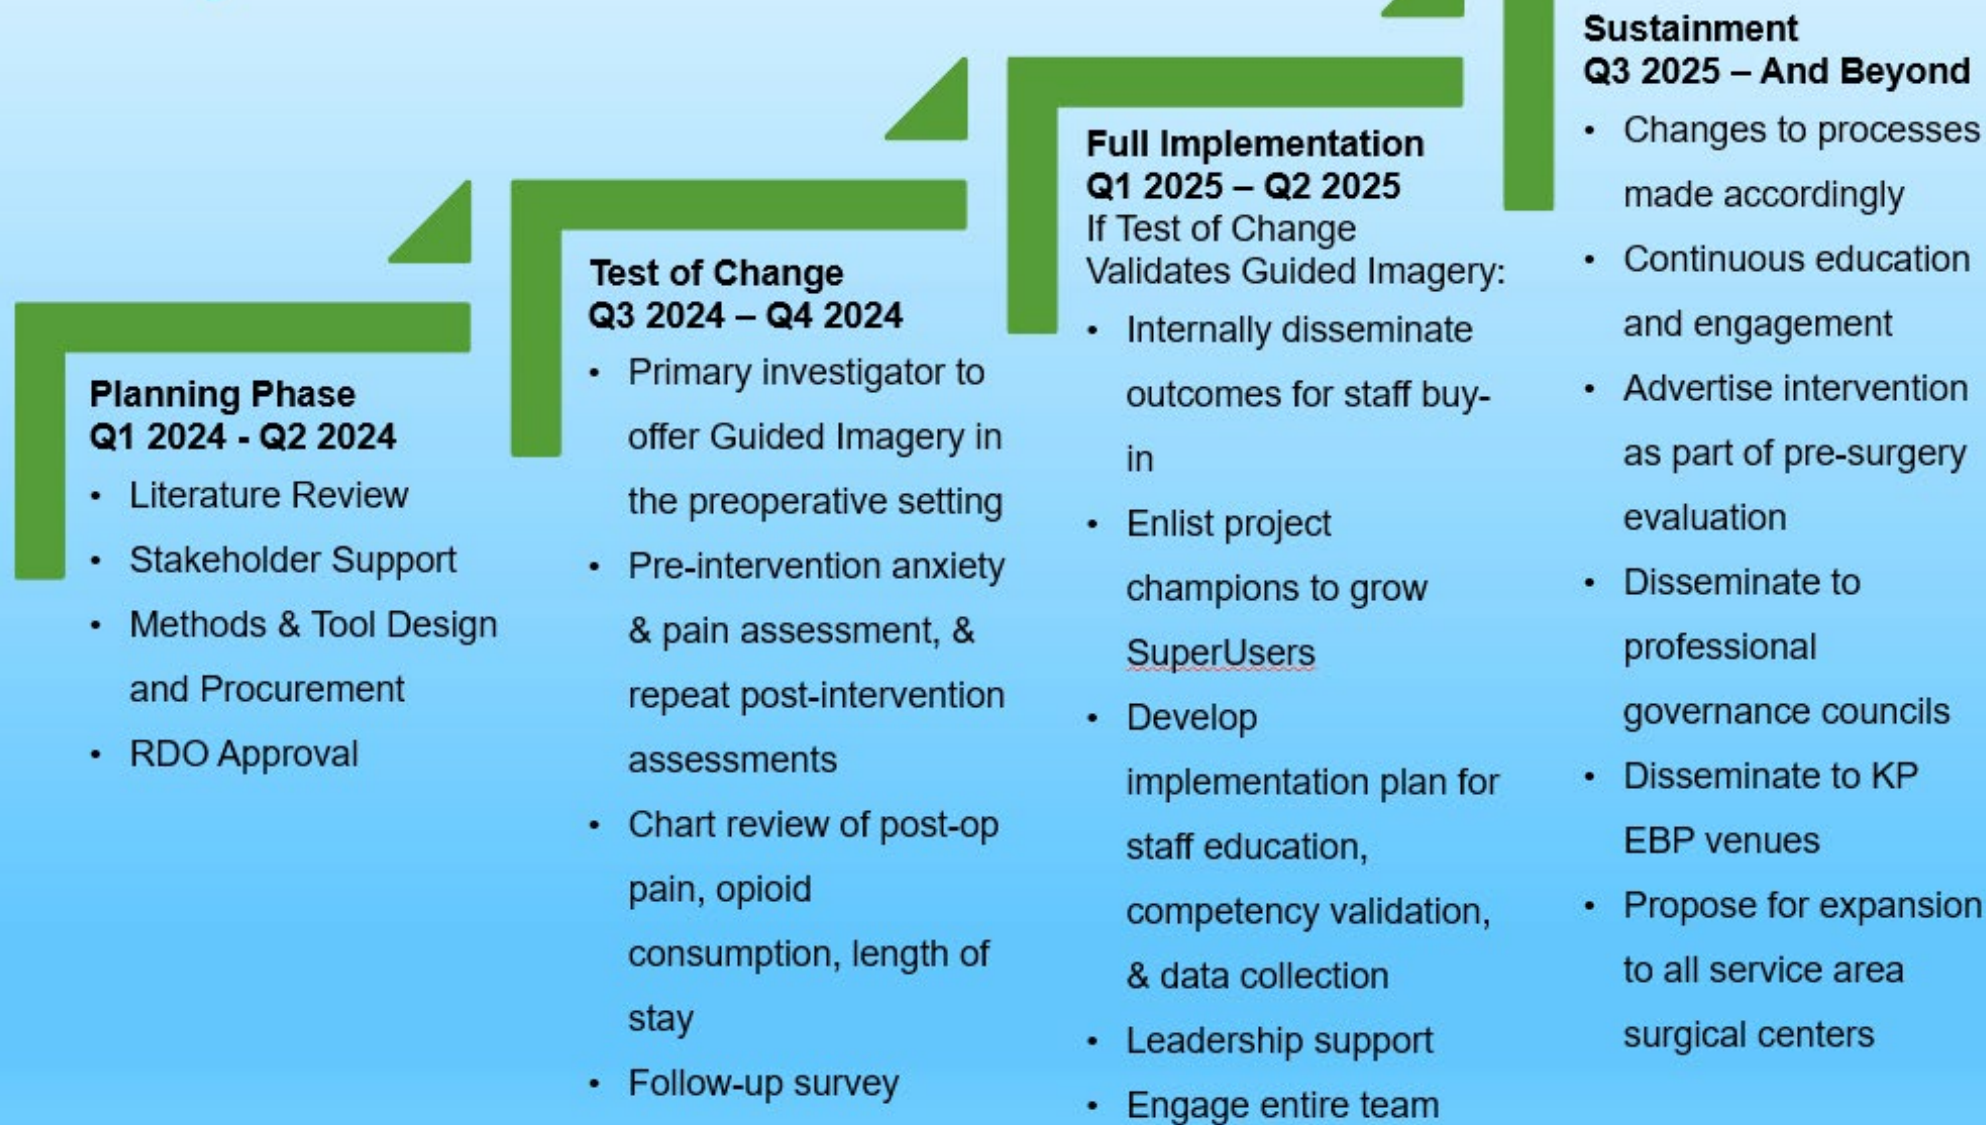 Planning Phase
Q1 2024 - Q2 2024
• Literature Review
• Stakeholder Support
• Methods & Tool Design
and Procurement
• RDO Approval
Test of Change
Q3 2024 – Q4 2024
• Primary investigator to
offer Guided Imagery in
the preoperative setting
• Pre-intervention anxiety
& pain assessment, &
repeat post-intervention
assessments
• Chart review of post-op
pain, opioid
consumption, length of
stay
• Follow-up survey
Full Implementation
Q1 2025 – Q2 2025
If Test of Change
Validates Guided Imagery:
• Internally disseminate
outcomes for staff buy-
in
• Enlist project
champions to grow
SuperUsers
• Develop
implementation plan for
staff education,
competency validation,
& data collection
• Leadership support
• Engage entire team
Sustainment
Q3 2025 – And Beyond
• Changes to processes
made accordingly
• Continuous education
and engagement
• Advertise intervention
as part of pre-surgery
evaluation
• Disseminate to
professional
governance councils
• Disseminate to KP
EBP venues
• Propose for expansion
to all service area
surgical centers